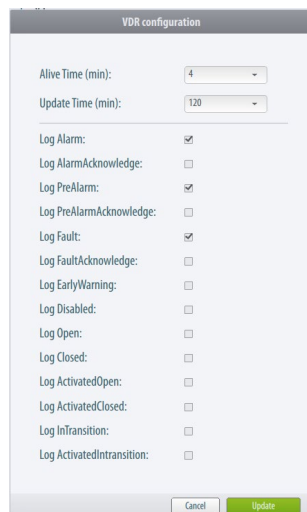 VDR configuration
Alive Time (min): 4
Update Time (min): 120
Log Alarm:
Log AlarmAcknowledge:
Log PreAlarm:
Log PreAlarmAcknowledge:
Log Fault:
Log FaultAcknowledge:
Log EarlyWarning:
Log Disabled:
Log Open:
Log Closed:
Log ActivatedOpen:
Log ActivatedClosed:
Log InTransition:
Log ActivatedIntransition:
Cancel Update